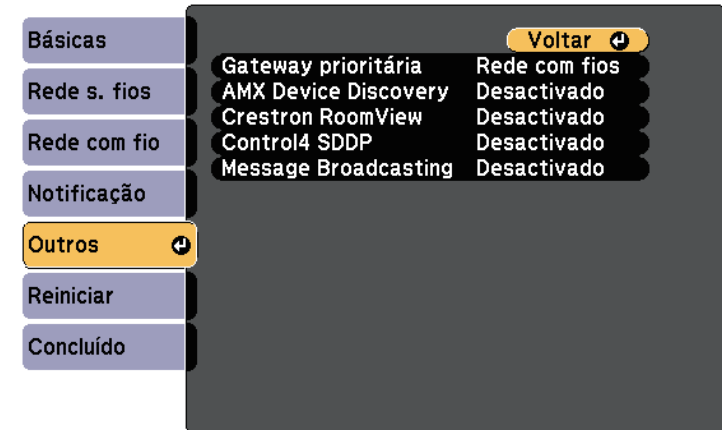 Básicas
Rede s. fios
Rede com fio
Notificação
Outros
Reiniciar
Concluído
Voltar
Gateway prioritária Rede com fios
AMX Device Discovery Desactivado
Crestron RoomView Desactivado
Control4 SDDP Desactivado
Message Broadcasting Desactivado